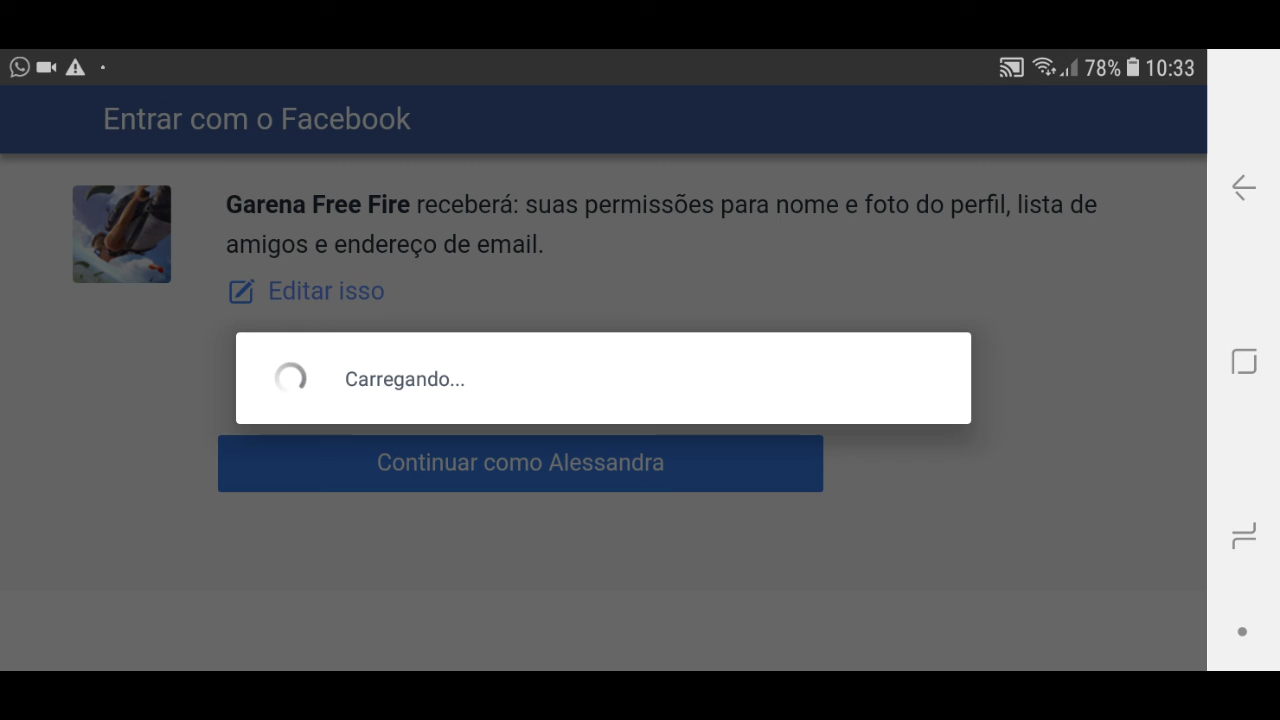 78% 10:33
Entrar com o Facebook
Garena Free Fire receberá: suas permissões para nome e foto do perfil, lista de
amigos e endereço de email.
Editar isso
Carregando...
Continuar como Alessandra